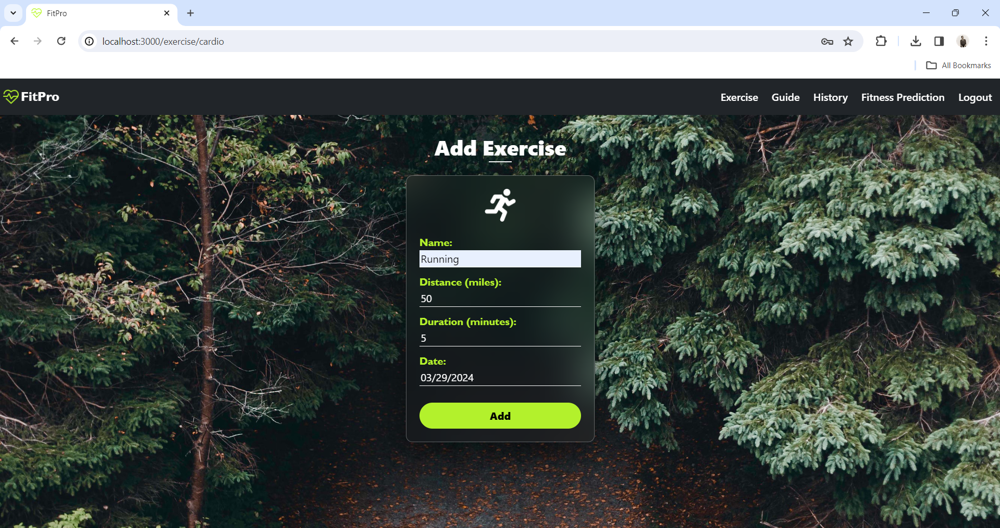 FitPro
localhost:3000/exercise/cardio
All Bookmarks
FitPro
Exercise Guide History Fitness Prediction Logout
Add Exercise
Name:
Running
Distance (miles):
50
Duration (minutes):
5
Date:
03/29/2024
Add